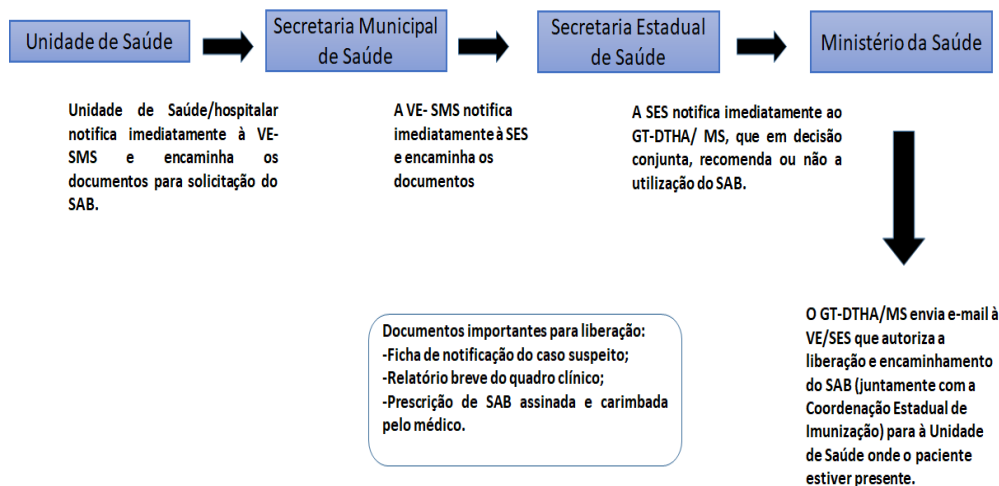 Unidade de Saúde
Secretaria Municipal
de Saúde
Secretaria Estadual
de Saúde
Ministério da Saúde
Unidade de Saúde/hospitalar
notifica imediatamente à VE-
SMS e encaminha os
documentos para solicitação do
SAB.
A VE- SMS notifica
imediatamente à SES
e encaminha os
documentos
A SES notifica imediatamente ao
GT-DTHA/ MS, que em decisão
conjunta, recomenda ou não a
utilização do SAB.
Documentos importantes para liberação:
-Ficha de notificação do caso suspeito;
-Relatório breve do quadro clínico;
-Prescrição de SAB assinada e carimbada
pelo médico.
O GT-DTHA/MS envia e-mail à
VE/SES que autoriza a
liberação e encaminhamento
do SAB (juntamente com a
Coordenação Estadual de
Imunização) para à Unidade
de Saúde onde o paciente
estiver presente.